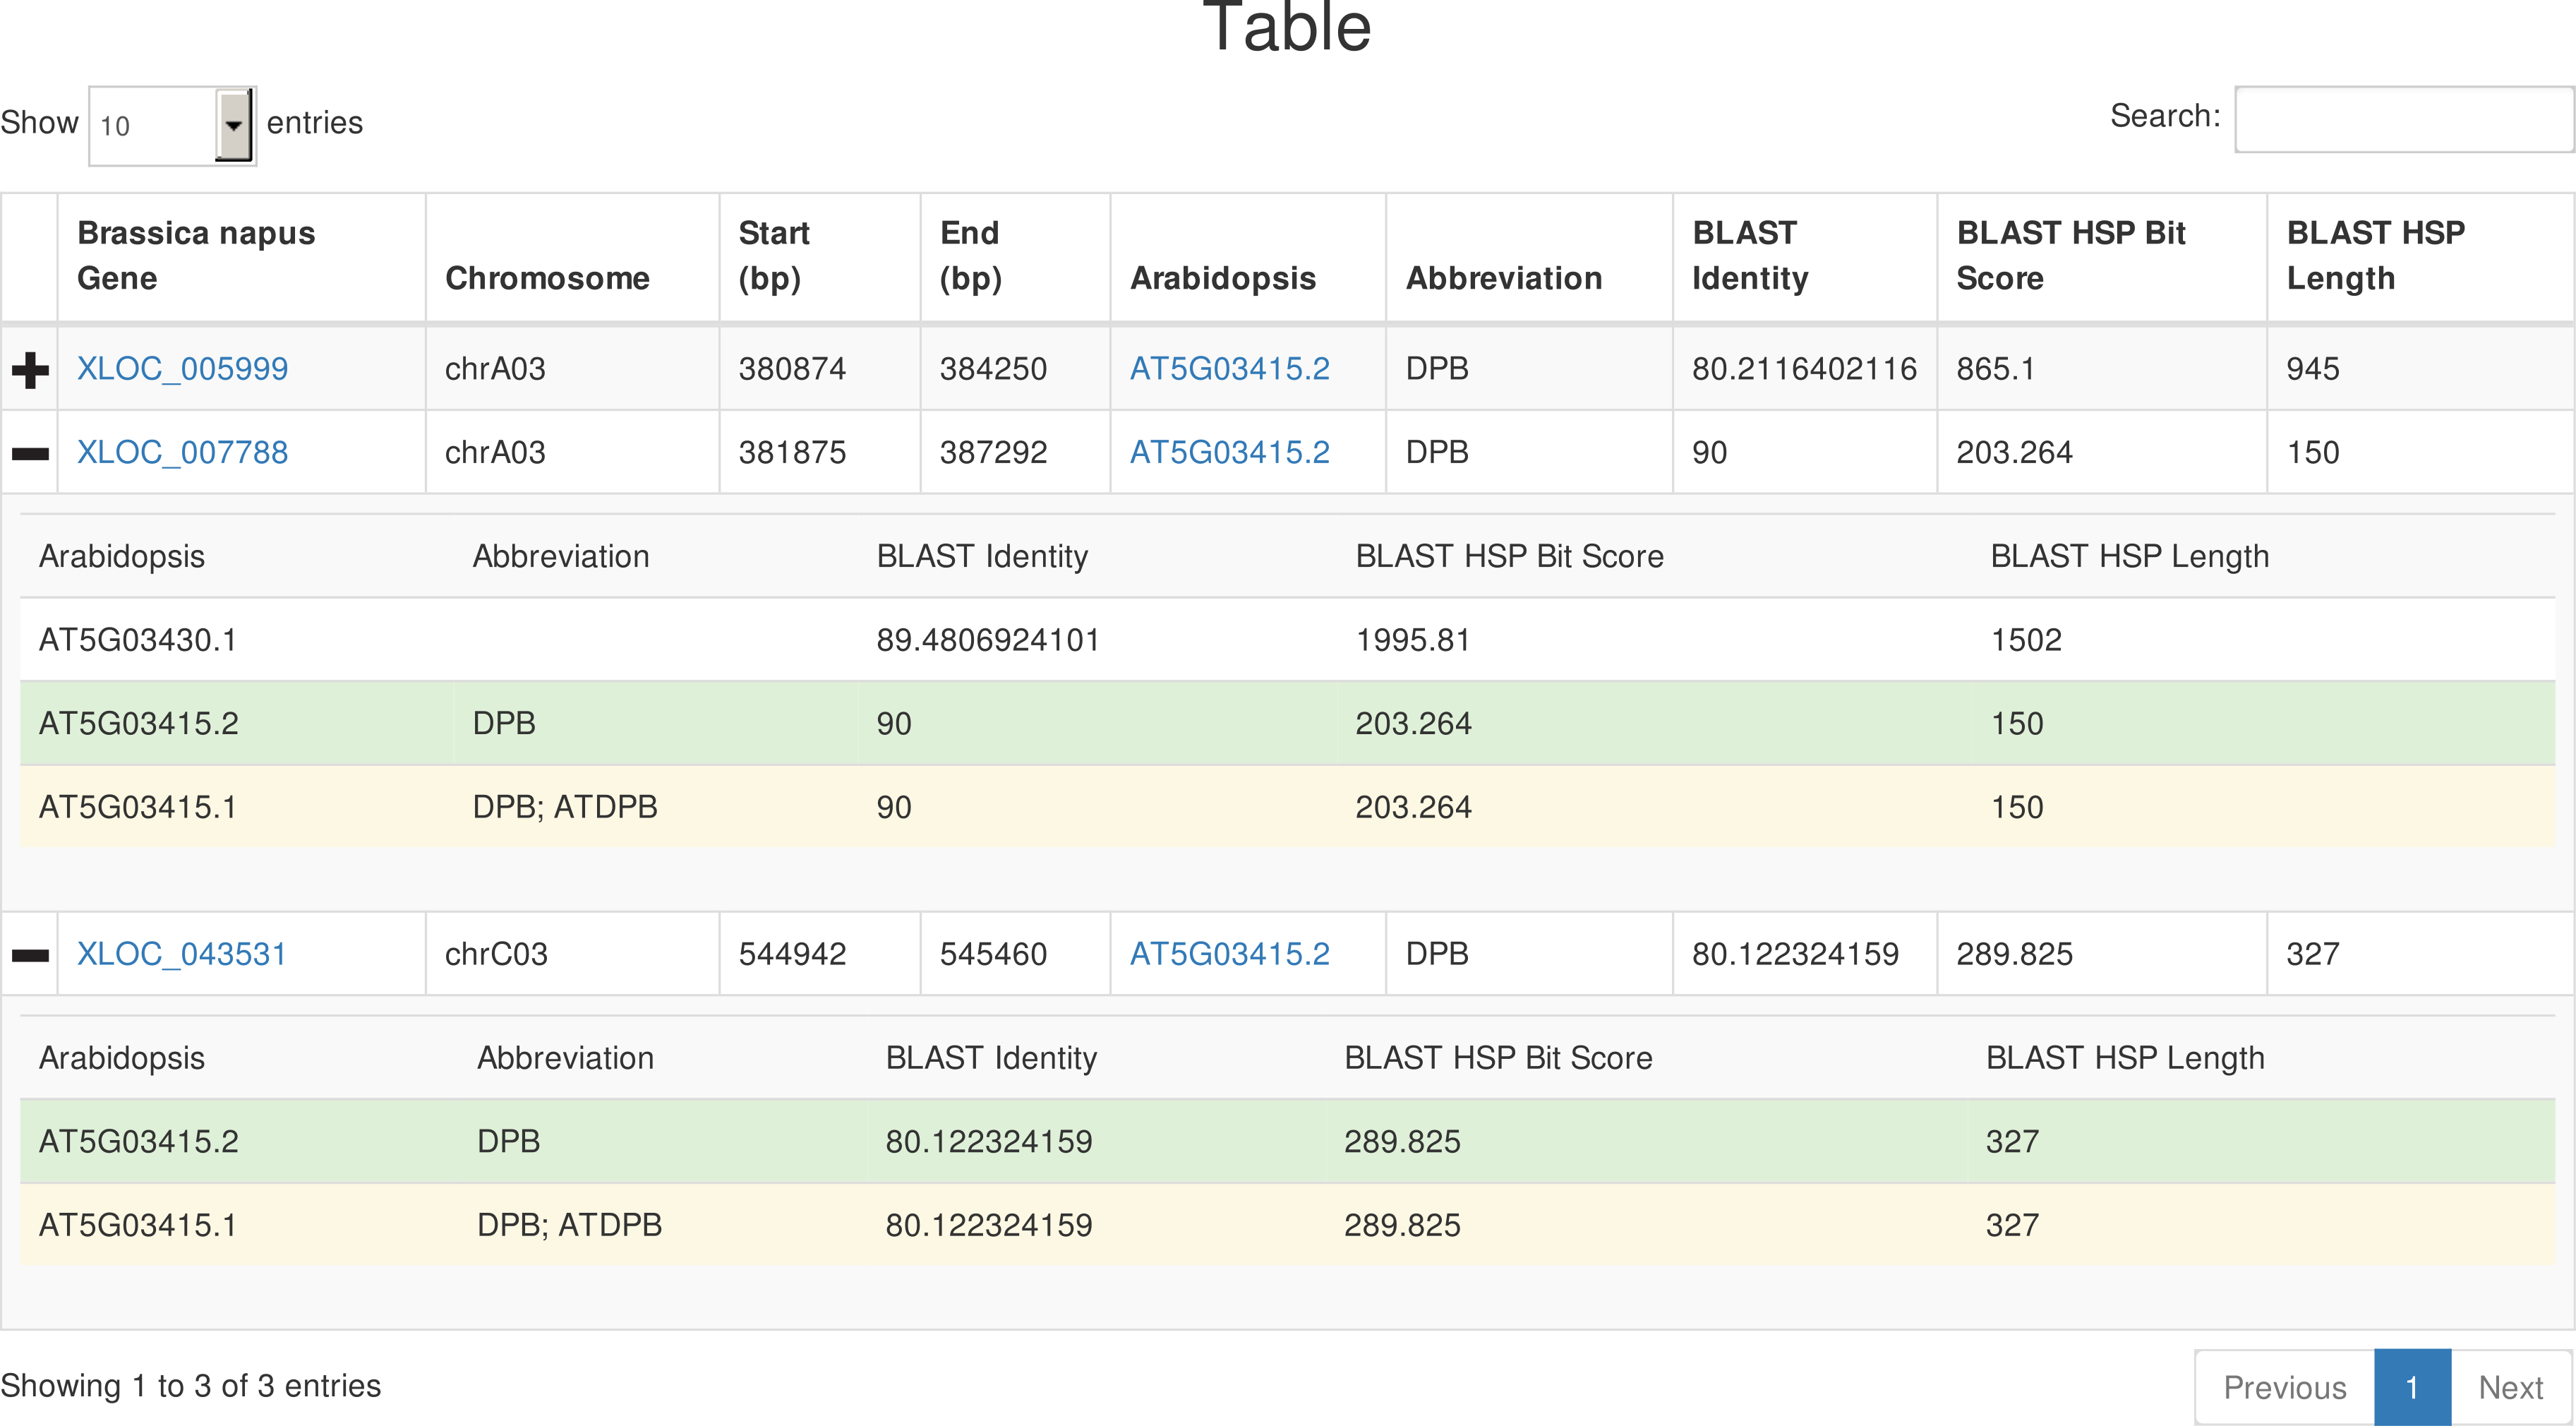 Table
Show 10 entries Search:
Brassica napus Gene Chromosome Start (bp) End (bp) Arabidopsis Abbreviation BLAST Identity BLAST HSP Bit Score BLAST HSP Length
XLOC_005999 chrA03 380874 384250 AT5G03415.2 DPB 80.2116402116 865.1 945
XLOC_007788 chrA03 381875 387292 AT5G03415.2 DPB 90 203.264 150
Arabidopsis Abbreviation BLAST Identity BLAST HSP Bit Score BLAST HSP Length
AT5G03430.1 89.4806924101 1995.81 1502
AT5G03415.2 DPB 90 203.264 150
AT5G03415.1 DPB; ATDPB 90 203.264 150
XLOC_043531 chrC03 544942 545460 AT5G03415.2 DPB 80.122324159 289.825 327
Arabidopsis Abbreviation BLAST Identity BLAST HSP Bit Score BLAST HSP Length
AT5G03415.2 DPB 80.122324159 289.825 327
AT5G03415.1 DPB; ATDPB 80.122324159 289.825 327
Showing 1 to 3 of 3 entries Previous 1 Next